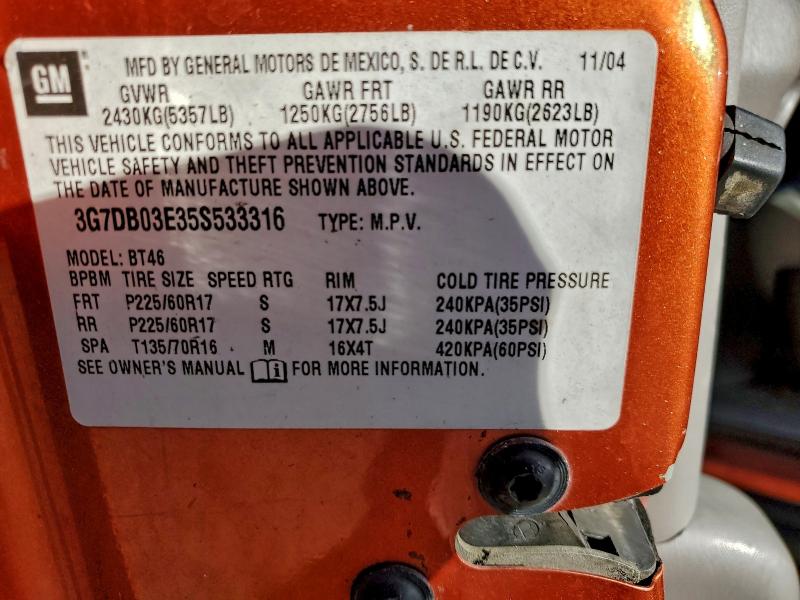 GM
MFD BY GENERAL MOTORS DE MEXICO, S. DE R.L. DE C.V. 11/04
GVWR GAWR FRT GAWR RR
2430KG(5357LB) 1250KG(2756LB) 1190KG(2623LB)
THIS VEHICLE CONFORMS TO ALL APPLICABLE U.S. FEDERAL MOTOR
VEHICLE SAFETY AND THEFT PREVENTION STANDARDS IN EFFECT ON
THE DATE OF MANUFACTURE SHOWN ABOVE.
3G7DB03E35S533316 TYPE: M.P.V.
MODEL: BT46
BPBM TIRE SIZE SPEED RTG RIM COLD TIRE PRESSURE
FRT P225/60R17 S 17X7.5J 240KPA(35PSI)
RR P225/60R17 S 17X7.5J 240KPA(35PSI)
SPA T135/70R16 M 16X4T 420KPA(60PSI)
SEE OWNER'S MANUAL FOR MORE INFORMATION.